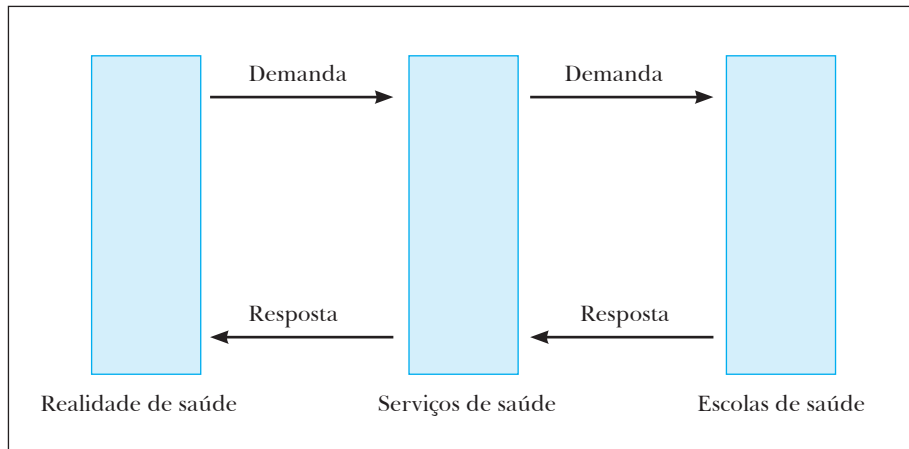 Demanda
Demanda
Resposta
Resposta
Realidade de saúde
Serviços de saúde
Escolas de saúde